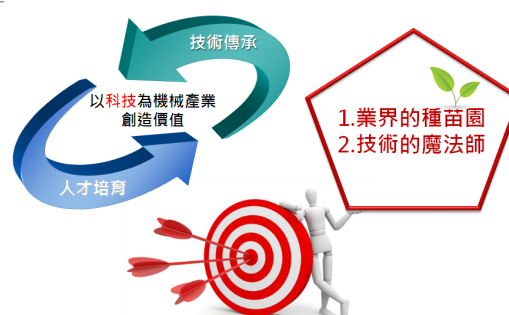 技術傳承
以科技為機械產業
創造價值
人才培育
1.業界的種苗園
2.技術的魔法師